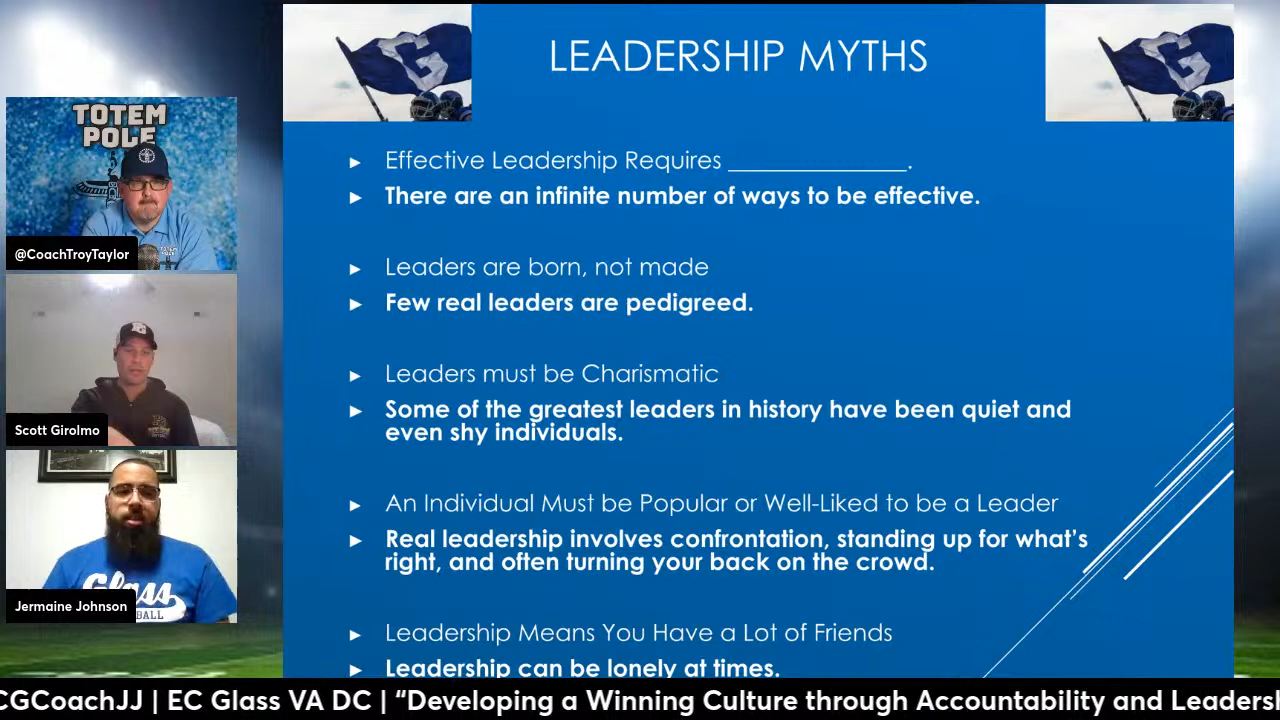 LEADERSHIP MYTHS
Effective Leadership Requires ______________.
There are an infinite number of ways to be effective.
Leaders are born, not made
Few real leaders are pedigreed.
Leaders must be Charismatic
Some of the greatest leaders in history have been quiet and
even shy individuals.
An Individual Must be Popular or Well-Liked to be a Leader
Real leadership involves confrontation, standing up for what's
right, and often turning your back on the crowd.
Leadership Means You Have a Lot of Friends
Leadership can be lonely at times.
TOTEM
POLE
@CoachTroyTaylor
Scott Girolmo
Glass
Jermaine Johnson
CGCoachJJ | EC Glass VA DC | “Developing a Winning Culture through Accountability and Leadersh